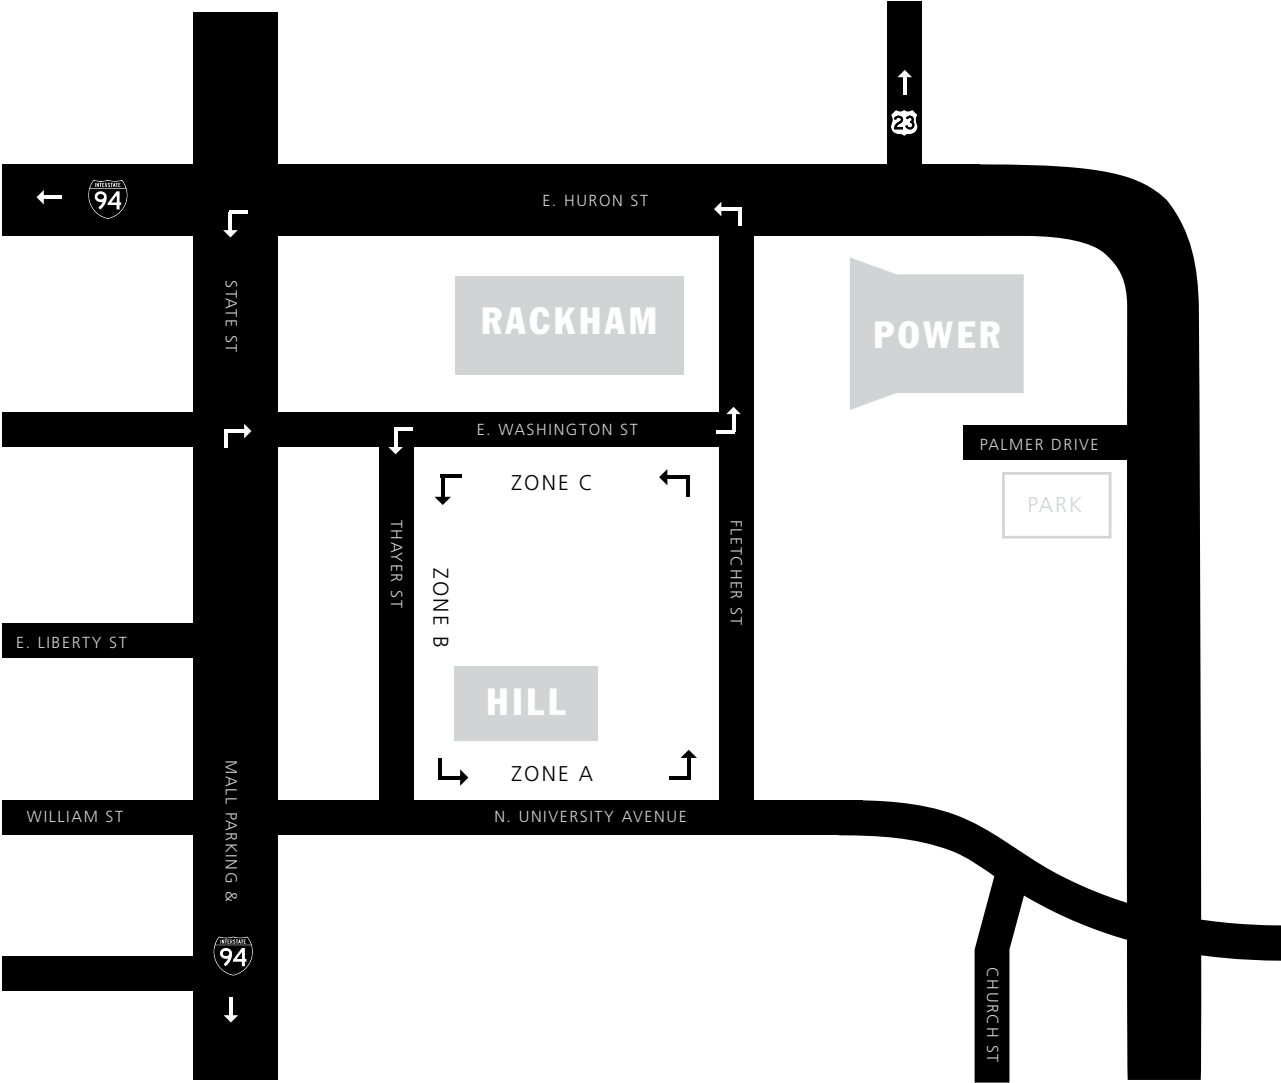 23
INTERSTATE
94
E. HURON ST
STATE ST
RACKHAM
POWER
E. WASHINGTON ST
PALMER DRIVE
ZONE C
PARK
THAYER ST
FLETCHER ST
ZONE B
E. LIBERTY ST
HILL
ZONE A
MALL PARKING &
WILLIAM ST
N. UNIVERSITY AVENUE
INTERSTATE
94
CHURCH ST